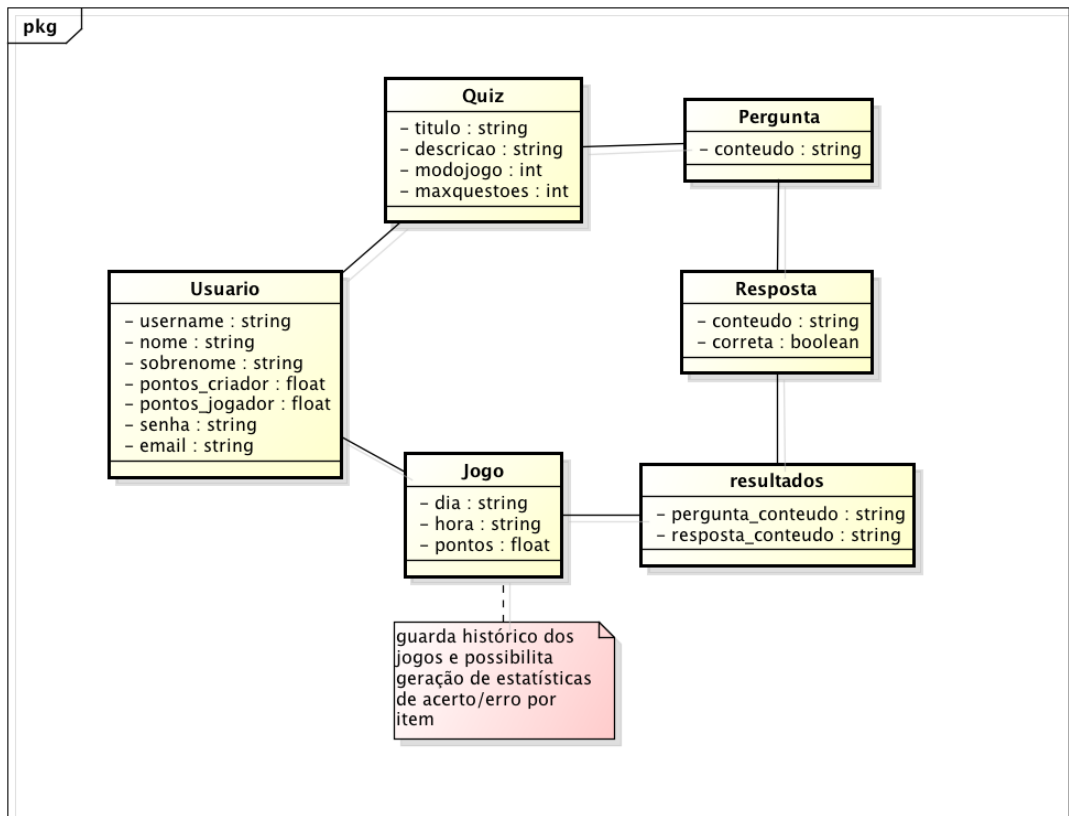 pkg
Quiz
- titulo : string
- descricao : string
- modojogo : int
- maxquestoes : int
Pergunta
- conteudo : string
Usuario
- username : string
- nome : string
- sobrenome : string
- pontos_criador : float
- pontos_jogador : float
- senha : string
- email : string
Resposta
- conteudo : string
- correta : boolean
Jogo
- dia : string
- hora : string
- pontos : float
resultados
- pergunta_conteudo : string
- resposta_conteudo : string
guarda histórico dos
jogos e possibilita
geração de estatísticas
de acerto/erro por
item